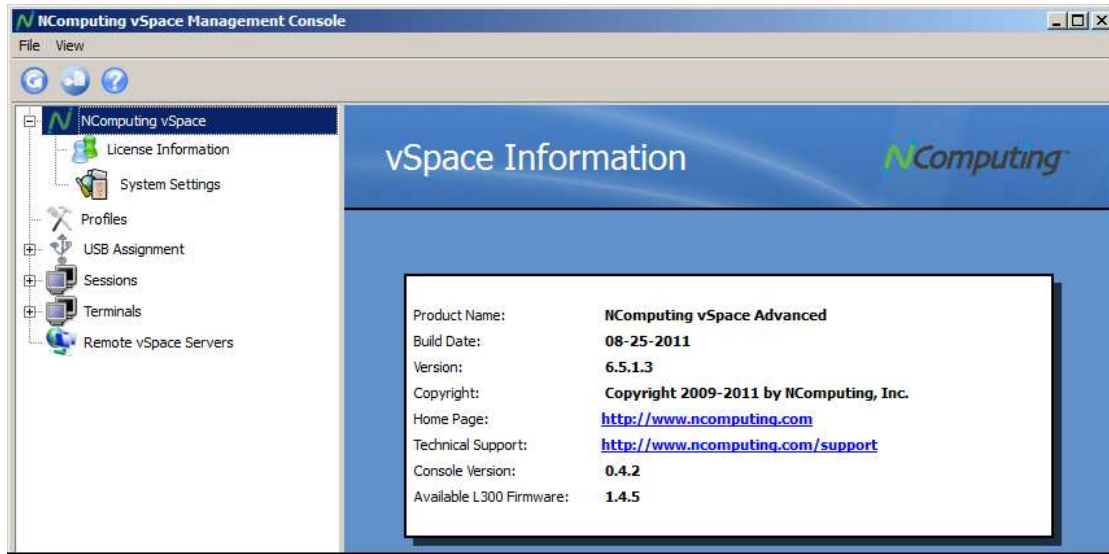 NComputing vSpace Management Console
File View
NComputing vSpace
License Information
System Settings
Profiles
USB Assignment
Sessions
Terminals
Remote vSpace Servers
vSpace Information
NComputing
Product Name: NComputing vSpace Advanced
Build Date: 08-25-2011
Version: 6.5.1.3
Copyright: Copyright 2009-2011 by NComputing, Inc.
Home Page: http://www.ncomputing.com
Technical Support: http://www.ncomputing.com/support
Console Version: 0.4.2
Available L300 Firmware: 1.4.5